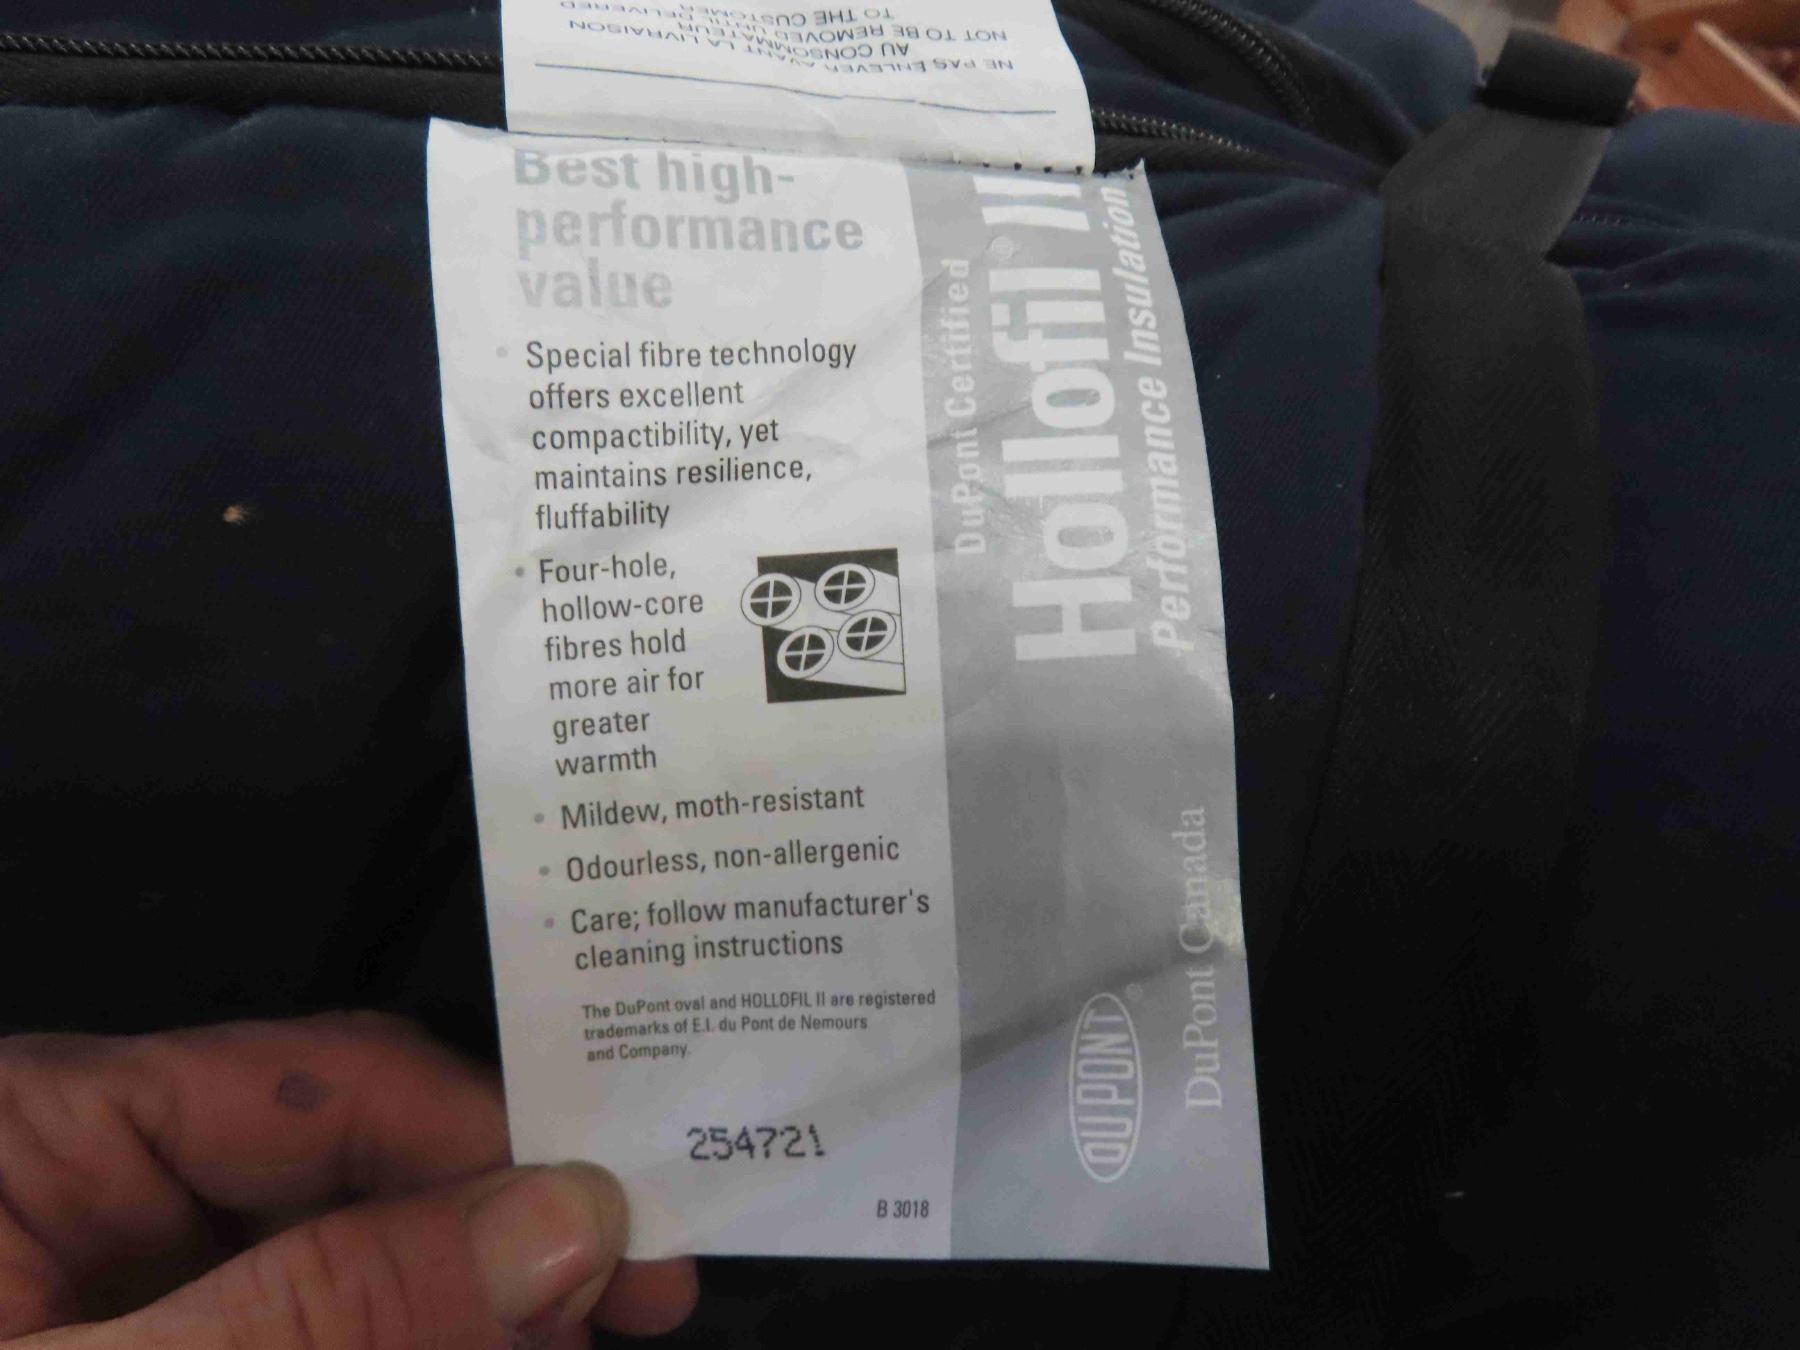 NE PAS ENLEVER AVANT
AU CONSOMMATEUR LA LIVRAISON
NOT TO BE REMOVED UNTIL DELIVERED
TO THE CUSTOMER
Best high-
performance
value
• Special fibre technology
offers excellent
compactibility, yet
maintains resilience,
fluffability
• Four-hole,
hollow-core
fibres hold
more air for
greater
warmth
• Mildew, moth-resistant
• Odourless, non-allergenic
• Care; follow manufacturer's
cleaning instructions
The DuPont oval and HOLLOFIL II are registered
trademarks of E.I. du Pont de Nemours
and Company.
254721
B 3018
DuPont Certified
Hollofil® II
Performance Insulation
DUPONT®
DuPont Canada